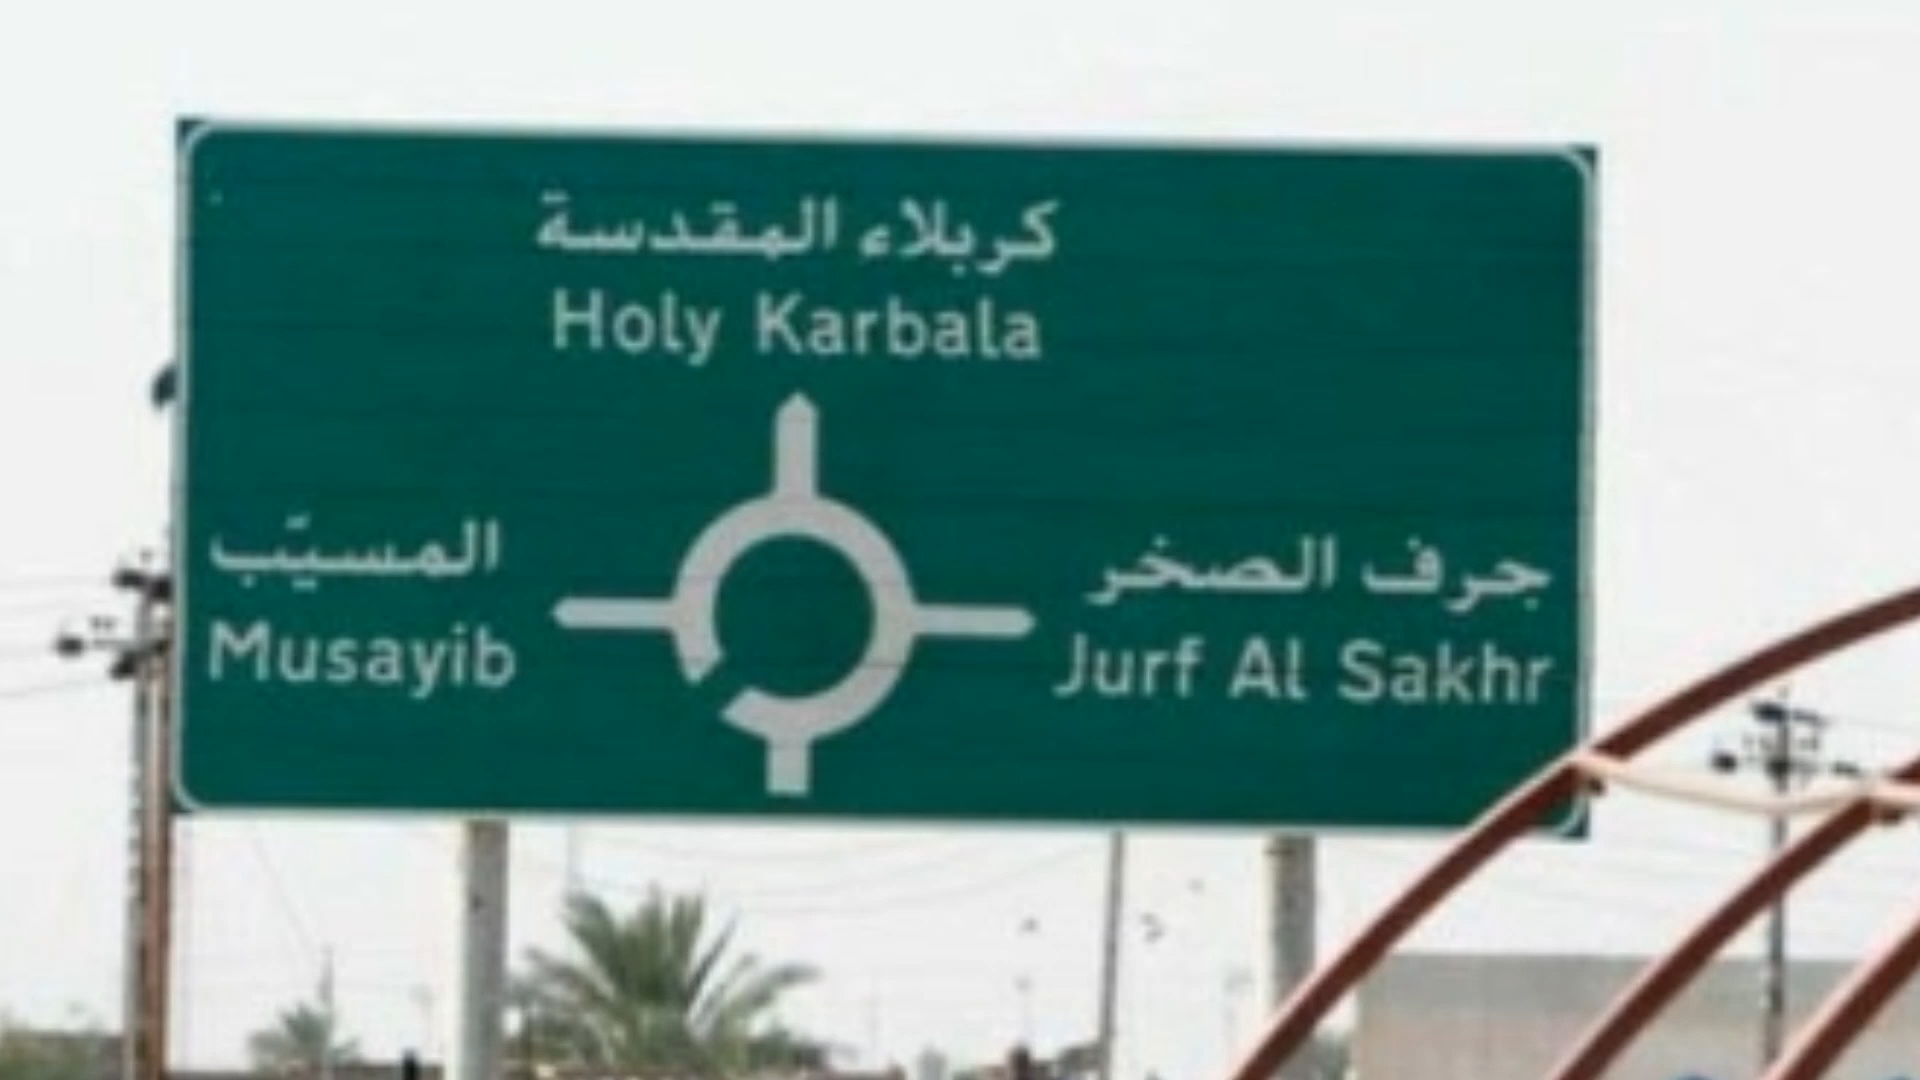 كربلاء المقدسة
Holy Karbala
المسيّب
Musayib
جرف الصخر
Jurf Al Sakhr